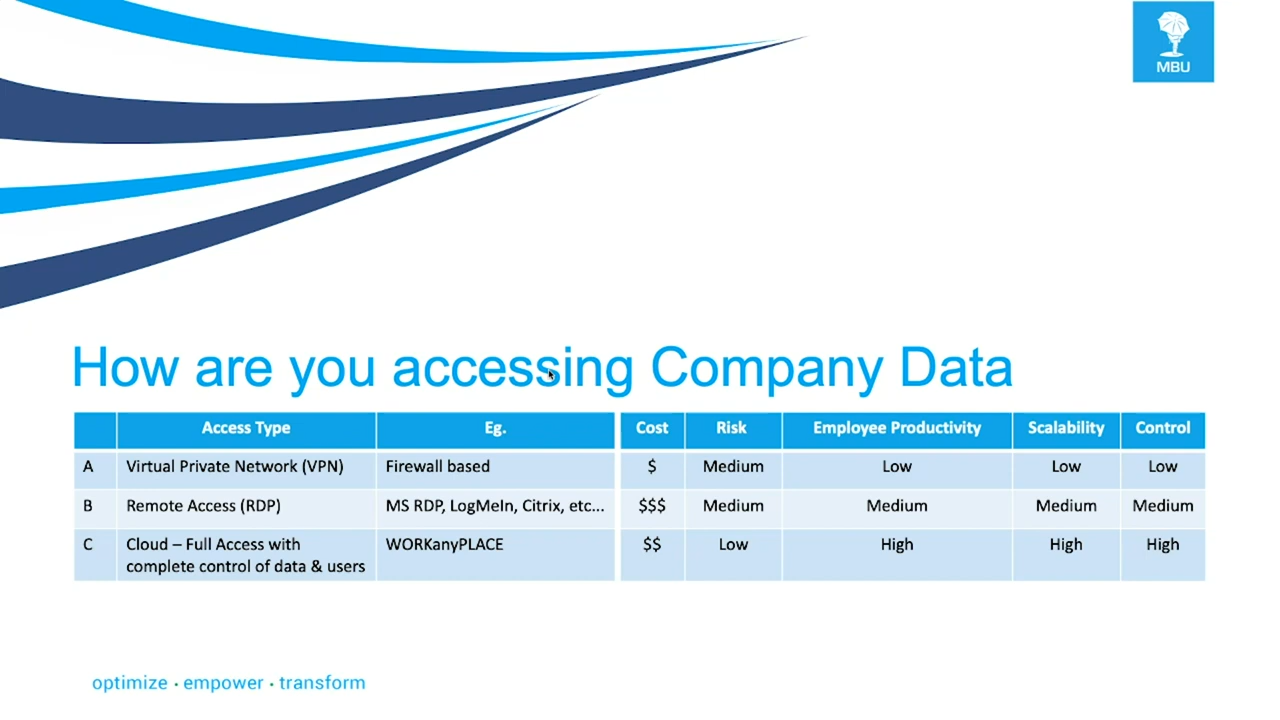 MBU
How are you accessing Company Data
Access Type Eg. Cost Risk Employee Productivity Scalability Control
A Virtual Private Network (VPN) Firewall based $ Medium Low Low Low
B Remote Access (RDP) MS RDP, LogMeIn, Citrix, etc... $$$ Medium Medium Medium Medium
C Cloud – Full Access with WORKanyPLACE $$ Low High High High
complete control of data & users
optimize · empower · transform